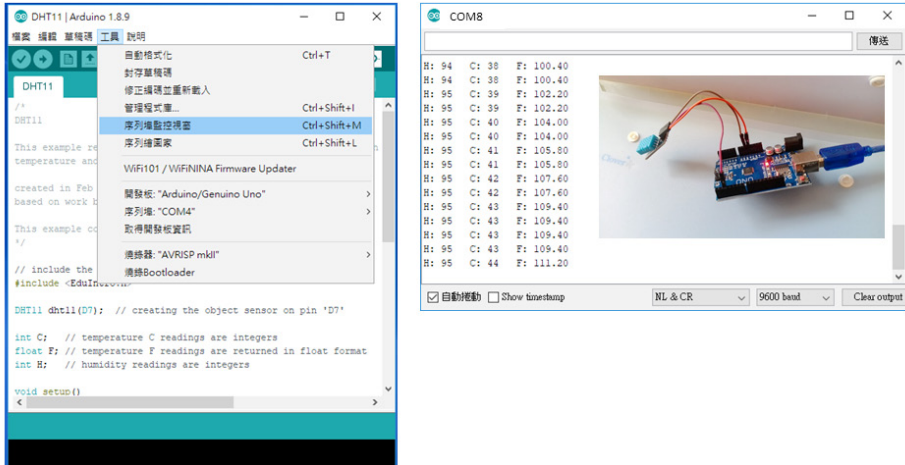 DHT11 | Arduino 1.8.9
檔案 編輯 草稿碼 工具 說明
自動格式化 Ctrl+T
封存草稿碼
修正編碼並重新載入
管理程式庫... Ctrl+Shift+I
序列埠監控視窗 Ctrl+Shift+M
序列繪圖家 Ctrl+Shift+L
WiFi101 / WiFiNINA Firmware Updater
開發板: "Arduino/Genuino Uno"
序列埠: "COM4"
取得開發板資訊
燒錄器: "AVRISP mkII"
燒錄Bootloader
DHT11
/*
DHT11
This example re
temperature and
created in Feb
based on work b
This example co
*/
// include the
#include <EduIntro.h>
DHT11 dht11(D7);  // creating the object sensor on pin 'D7'
int C;   // temperature C readings are integers
float F; // temperature F readings are returned in float format
int H;   // humidity readings are integers
void setup()
COM8
傳送
H: 94 C: 38 F: 100.40
H: 94 C: 38 F: 100.40
H: 95 C: 39 F: 102.20
H: 95 C: 39 F: 102.20
H: 95 C: 40 F: 104.00
H: 95 C: 40 F: 104.00
H: 95 C: 41 F: 105.80
H: 95 C: 41 F: 105.80
H: 95 C: 42 F: 107.60
H: 95 C: 42 F: 107.60
H: 95 C: 43 F: 109.40
H: 95 C: 43 F: 109.40
H: 95 C: 43 F: 109.40
H: 95 C: 43 F: 109.40
H: 95 C: 44 F: 111.20
自動捲動 Show timestamp NL & CR 9600 baud Clear output